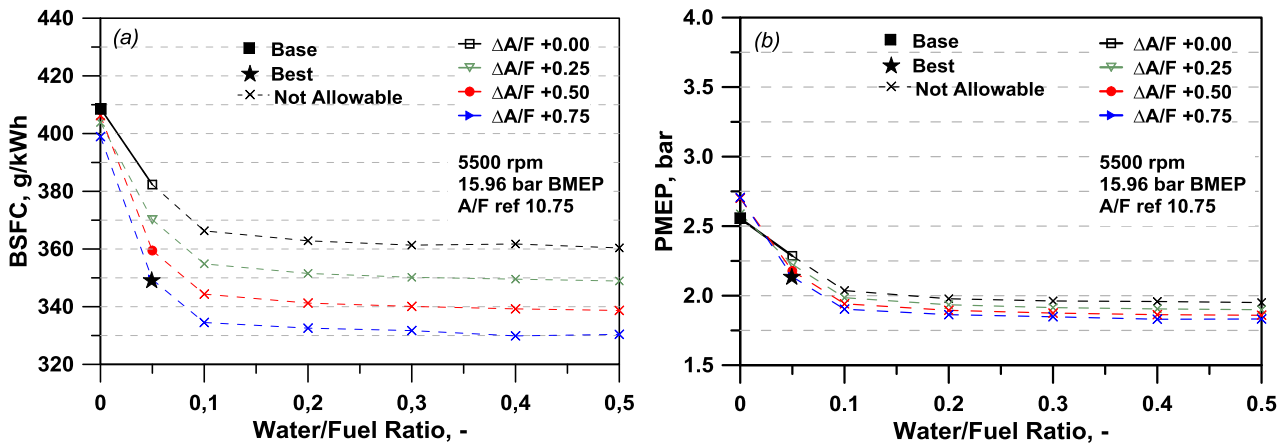 (a)
Base
Best
Not Allowable
ΔA/F +0.00
ΔA/F +0.25
ΔA/F +0.50
ΔA/F +0.75
5500 rpm
15.96 bar BMEP
A/F ref 10.75
BSFC, g/kWh
440
420
400
380
360
340
320
0 0,1 0,2 0,3 0,4 0,5
Water/Fuel Ratio, -
(b)
Base
Best
Not Allowable
ΔA/F +0.00
ΔA/F +0.25
ΔA/F +0.50
ΔA/F +0.75
5500 rpm
15.96 bar BMEP
A/F ref 10.75
PMEP, bar
4.0
3.5
3.0
2.5
2.0
1.5
0 0.1 0.2 0.3 0.4 0.5
Water/Fuel Ratio, -